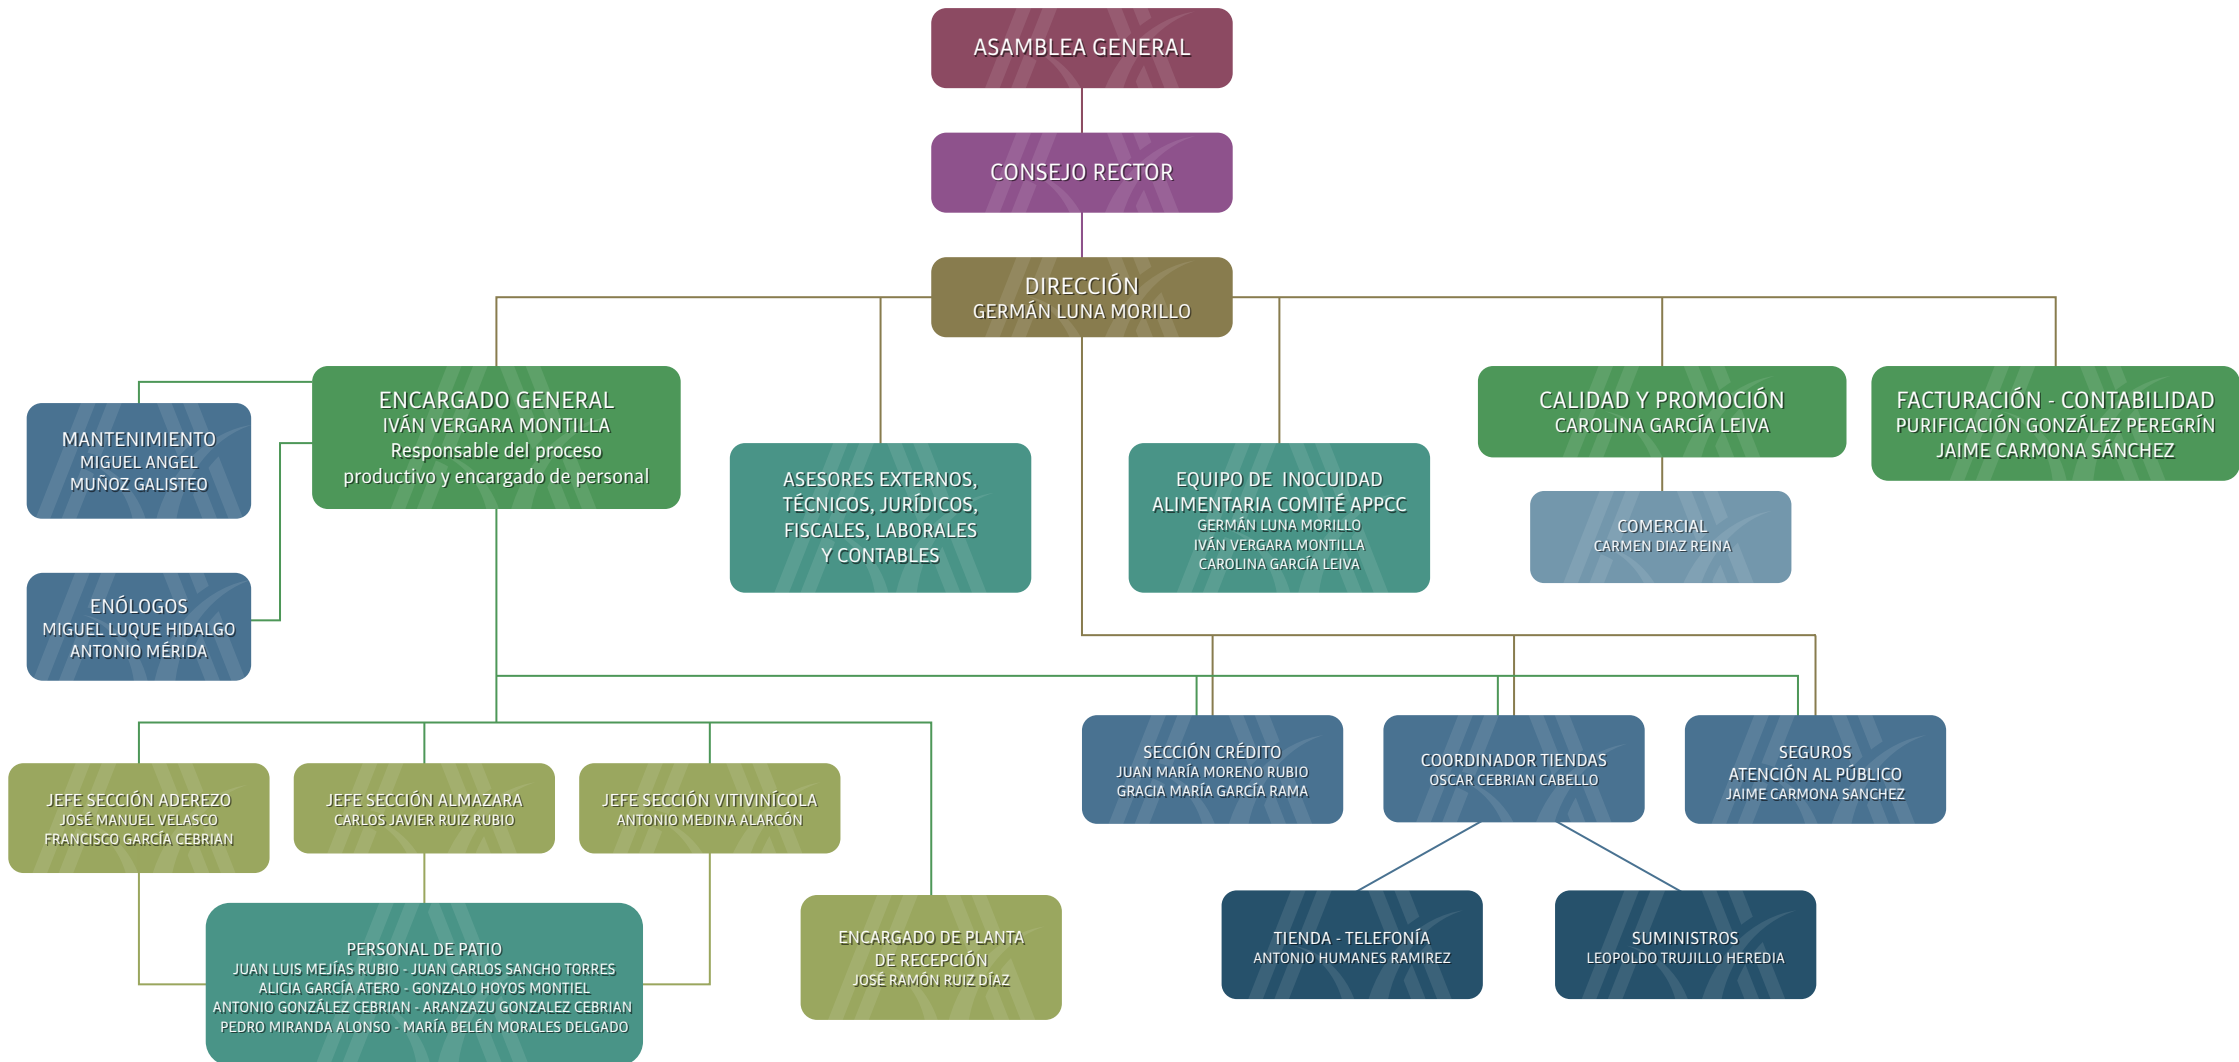 ASAMBLEA GENERAL
CONSEJO RECTOR
DIRECCIÓN
GERMÁN LUNA MORILLO
ENCARGADO GENERAL
IVÁN VERGARA MONTILLA
Responsable del proceso
productivo y encargado de personal
MANTENIMIENTO
MIGUEL ANGEL
MUÑOZ GALISTEO
ENÓLOGOS
MIGUEL LUQUE HIDALGO
ANTONIO MÉRIDA
ASESORES EXTERNOS,
TÉCNICOS, JURÍDICOS,
FISCALES, LABORALES
Y CONTABLES
EQUIPO DE INOCUIDAD
ALIMENTARIA COMITÉ APPCC
GERMÁN LUNA MORILLO
IVÁN VERGARA MONTILLA
CAROLINA GARCÍA LEIVA
CALIDAD Y PROMOCIÓN
CAROLINA GARCÍA LEIVA
COMERCIAL
CARMEN DIAZ REINA
FACTURACIÓN - CONTABILIDAD
PURIFICACIÓN GONZÁLEZ PEREGRÍN
JAIME CARMONA SÁNCHEZ
JEFE SECCIÓN ADEREZO
JOSÉ MANUEL VELASCO
FRANCISCO GARCÍA CEBRIAN
JEFE SECCIÓN ALMAZARA
CARLOS JAVIER RUIZ RUBIO
JEFE SECCIÓN VITIVINÍCOLA
ANTONIO MEDINA ALARCÓN
SECCIÓN CRÉDITO
JUAN MARÍA MORENO RUBIO
GRACIA MARÍA GARCÍA RAMA
COORDINADOR TIENDAS
OSCAR CEBRIAN CABELLO
SEGUROS
ATENCIÓN AL PÚBLICO
JAIME CARMONA SANCHEZ
PERSONAL DE PATIO
JUAN LUIS MEJÍAS RUBIO - JUAN CARLOS SANCHO TORRES
ALICIA GARCÍA ATERO - GONZALO HOYOS MONTIEL
ANTONIO GONZÁLEZ CEBRIAN - ARANZAZU GONZALEZ CEBRIAN
PEDRO MIRANDA ALONSO - MARÍA BELÉN MORALES DELGADO
ENCARGADO DE PLANTA
DE RECEPCIÓN
JOSÉ RAMÓN RUIZ DÍAZ
TIENDA - TELEFONÍA
ANTONIO HUMANES RAMIREZ
SUMINISTROS
LEOPOLDO TRUJILLO HEREDIA